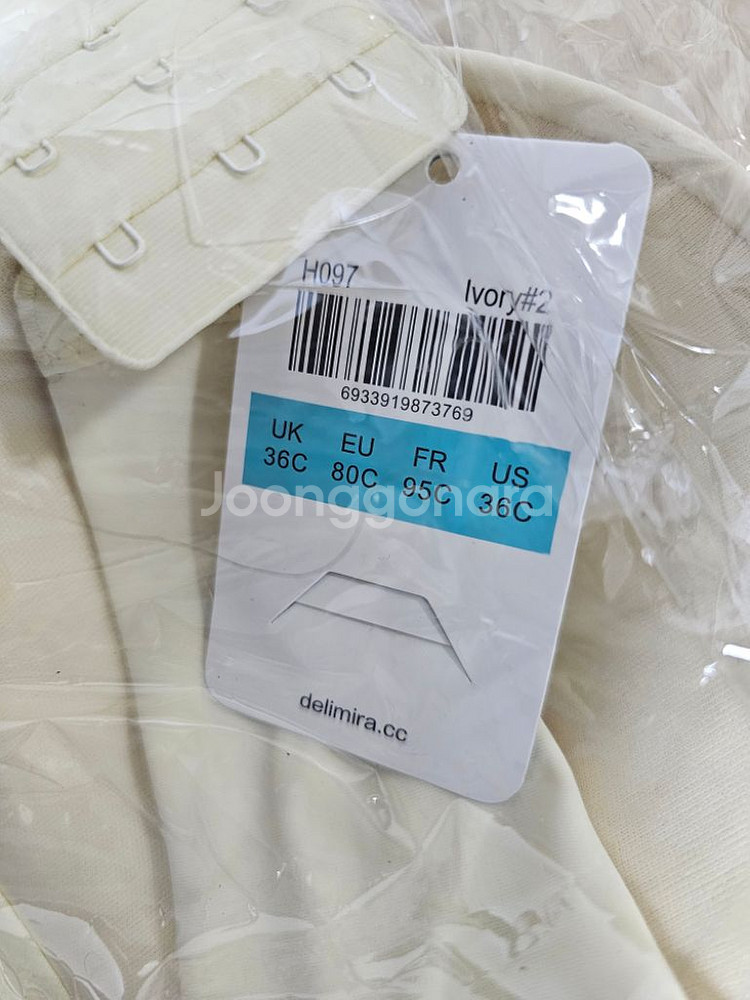 H097
Ivory#2
6933919873769
UK EU FR US
36C 80C 95C 36C
Joonggonara
delimira.cc